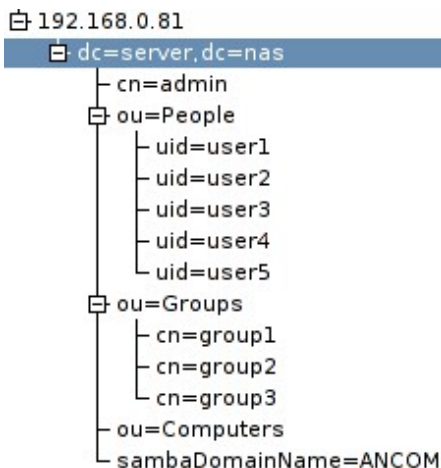 192.168.0.81
dc=server,dc=nas
cn=admin
ou=People
uid=user1
uid=user2
uid=user3
uid=user4
uid=user5
ou=Groups
cn=group1
cn=group2
cn=group3
ou=Computers
sambaDomainName=ANCOM